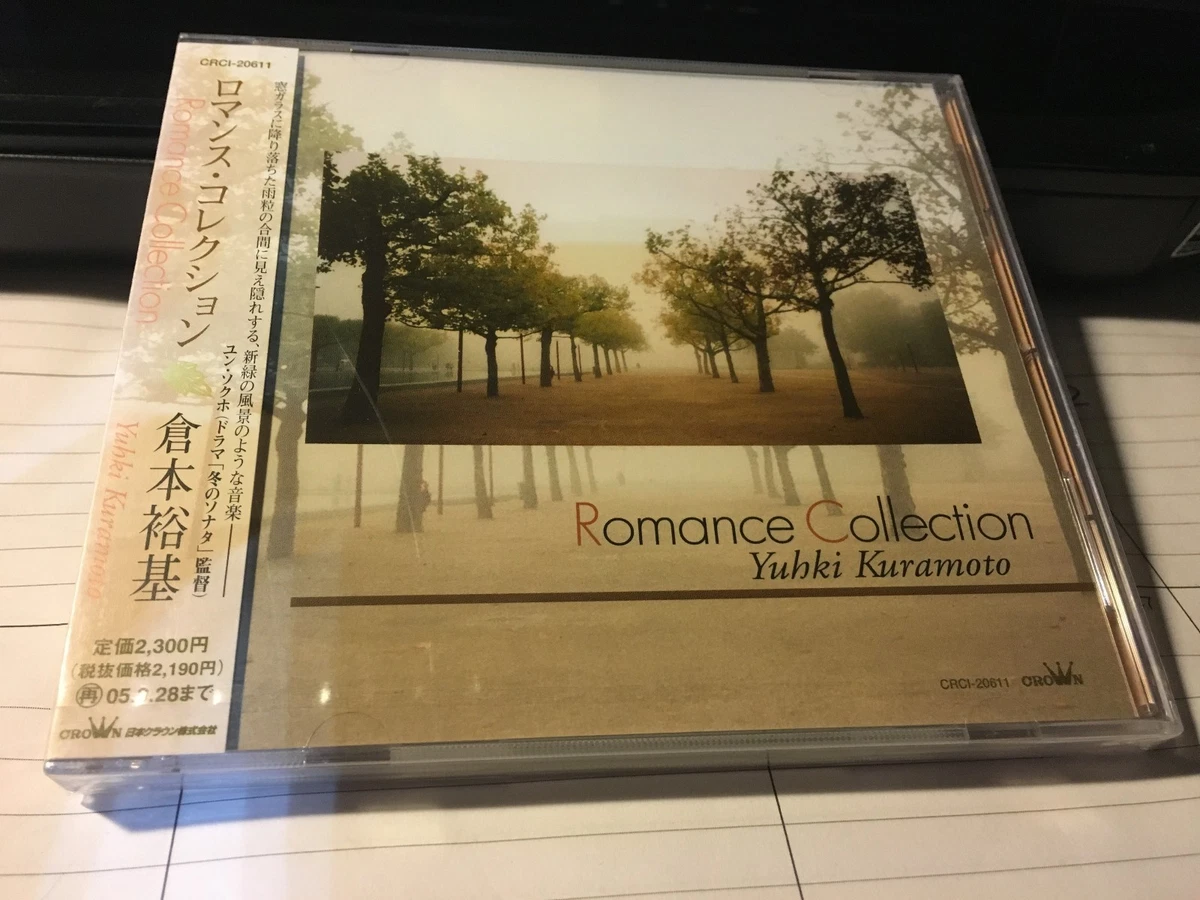 CRCI-20611
ロマンス・コレクション
Romance Collection
窓ガラスに降り落ちた雨粒の合間に見え隠れする、新緑の風景のような音楽——
ユン・ソクホ(ドラマ「冬のソナタ」監督)
倉本裕基
Yuhki Kuramoto
定価2,300円
(税抜価格2,190円)
再 05. .28まで
CROWN 日本クラウン株式会社
Romance Collection
Yuhki Kuramoto
CRCI-20611 CROWN